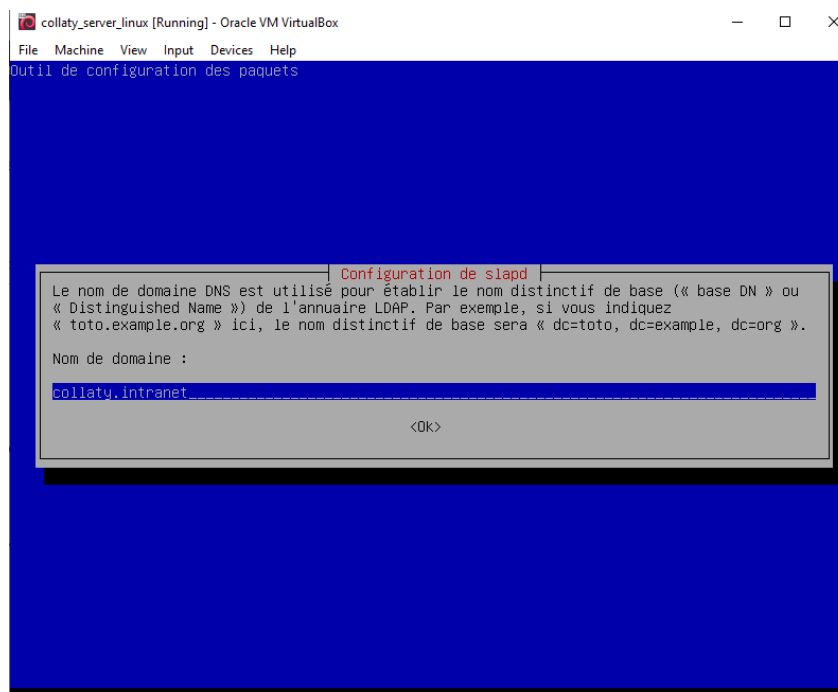 collaty_server_linux [Running] - Oracle VM VirtualBox
File Machine View Input Devices Help
Outil de configuration des paquets
Configuration de slapd
Le nom de domaine DNS est utilisé pour établir le nom distinctif de base (« base DN » ou
« Distinguished Name ») de l'annuaire LDAP. Par exemple, si vous indiquez
« toto.example.org » ici, le nom distinctif de base sera « dc=toto, dc=example, dc=org ».
Nom de domaine :
collaty.intranet
<Ok>